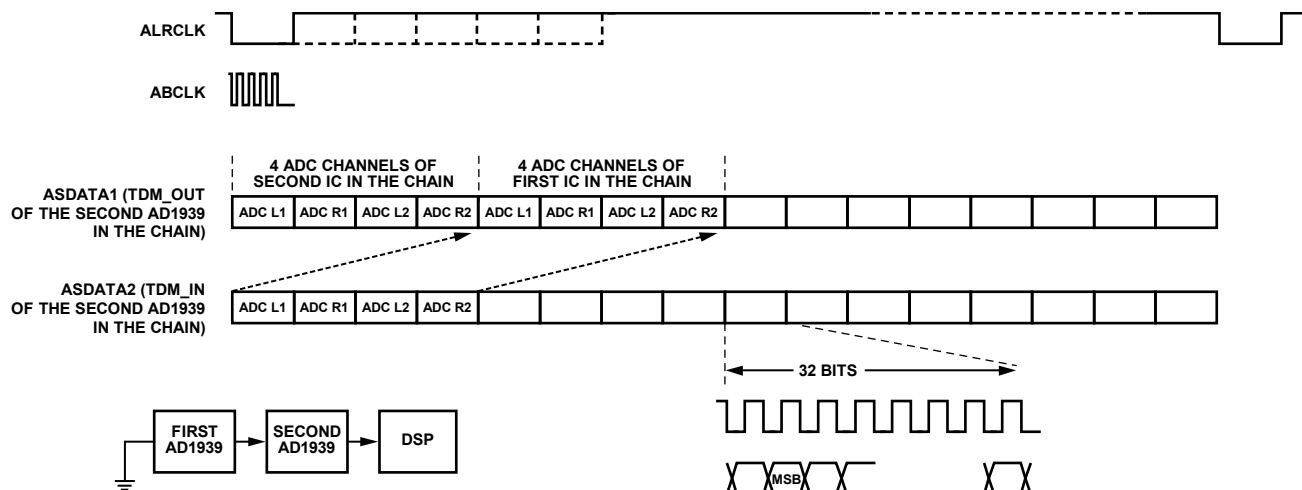 ALRCLK
ABCLK
4 ADC CHANNELS OF
SECOND IC IN THE CHAIN
4 ADC CHANNELS OF
FIRST IC IN THE CHAIN
ASDATA1 (TDM_OUT
OF THE SECOND AD1939
IN THE CHAIN)
ADC L1 ADC R1 ADC L2 ADC R2 ADC L1 ADC R1 ADC L2 ADC R2
ASDATA2 (TDM_IN
OF THE SECOND AD1939
IN THE CHAIN)
ADC L1 ADC R1 ADC L2 ADC R2
32 BITS
FIRST
AD1939
SECOND
AD1939
DSP
MSB